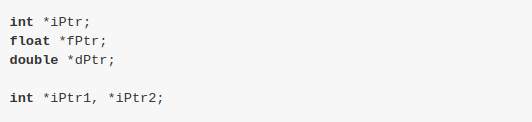 int *iPtr;
float *fPtr;
double *dPtr;
int *iPtr1, *iPtr2;